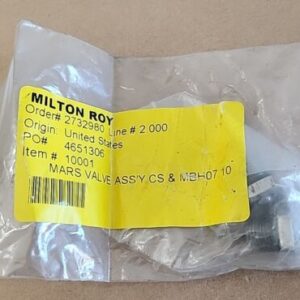 MILTON ROY
Order# 2732980 Line # 2.000
Origin: United States
PO# 4651306
Item # 10001
MARS VALVE ASS'Y CS & MBH07 10